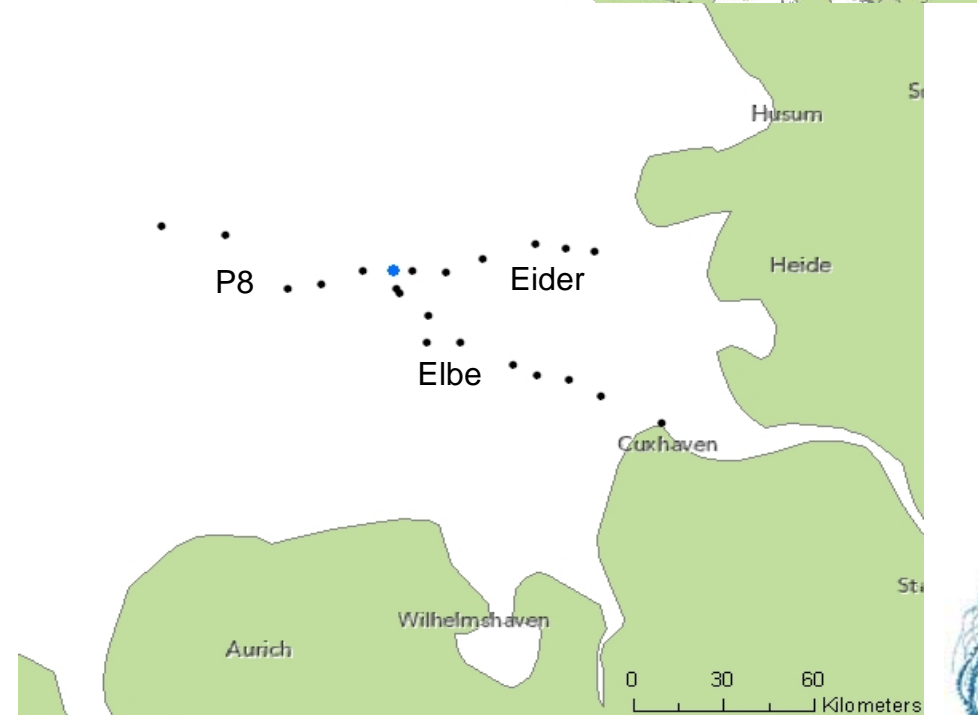 Husum
Heide
P8
Eider
Elbe
Cuxhaven
Wilhelmshaven
Aurich
0 30 60
Kilometers